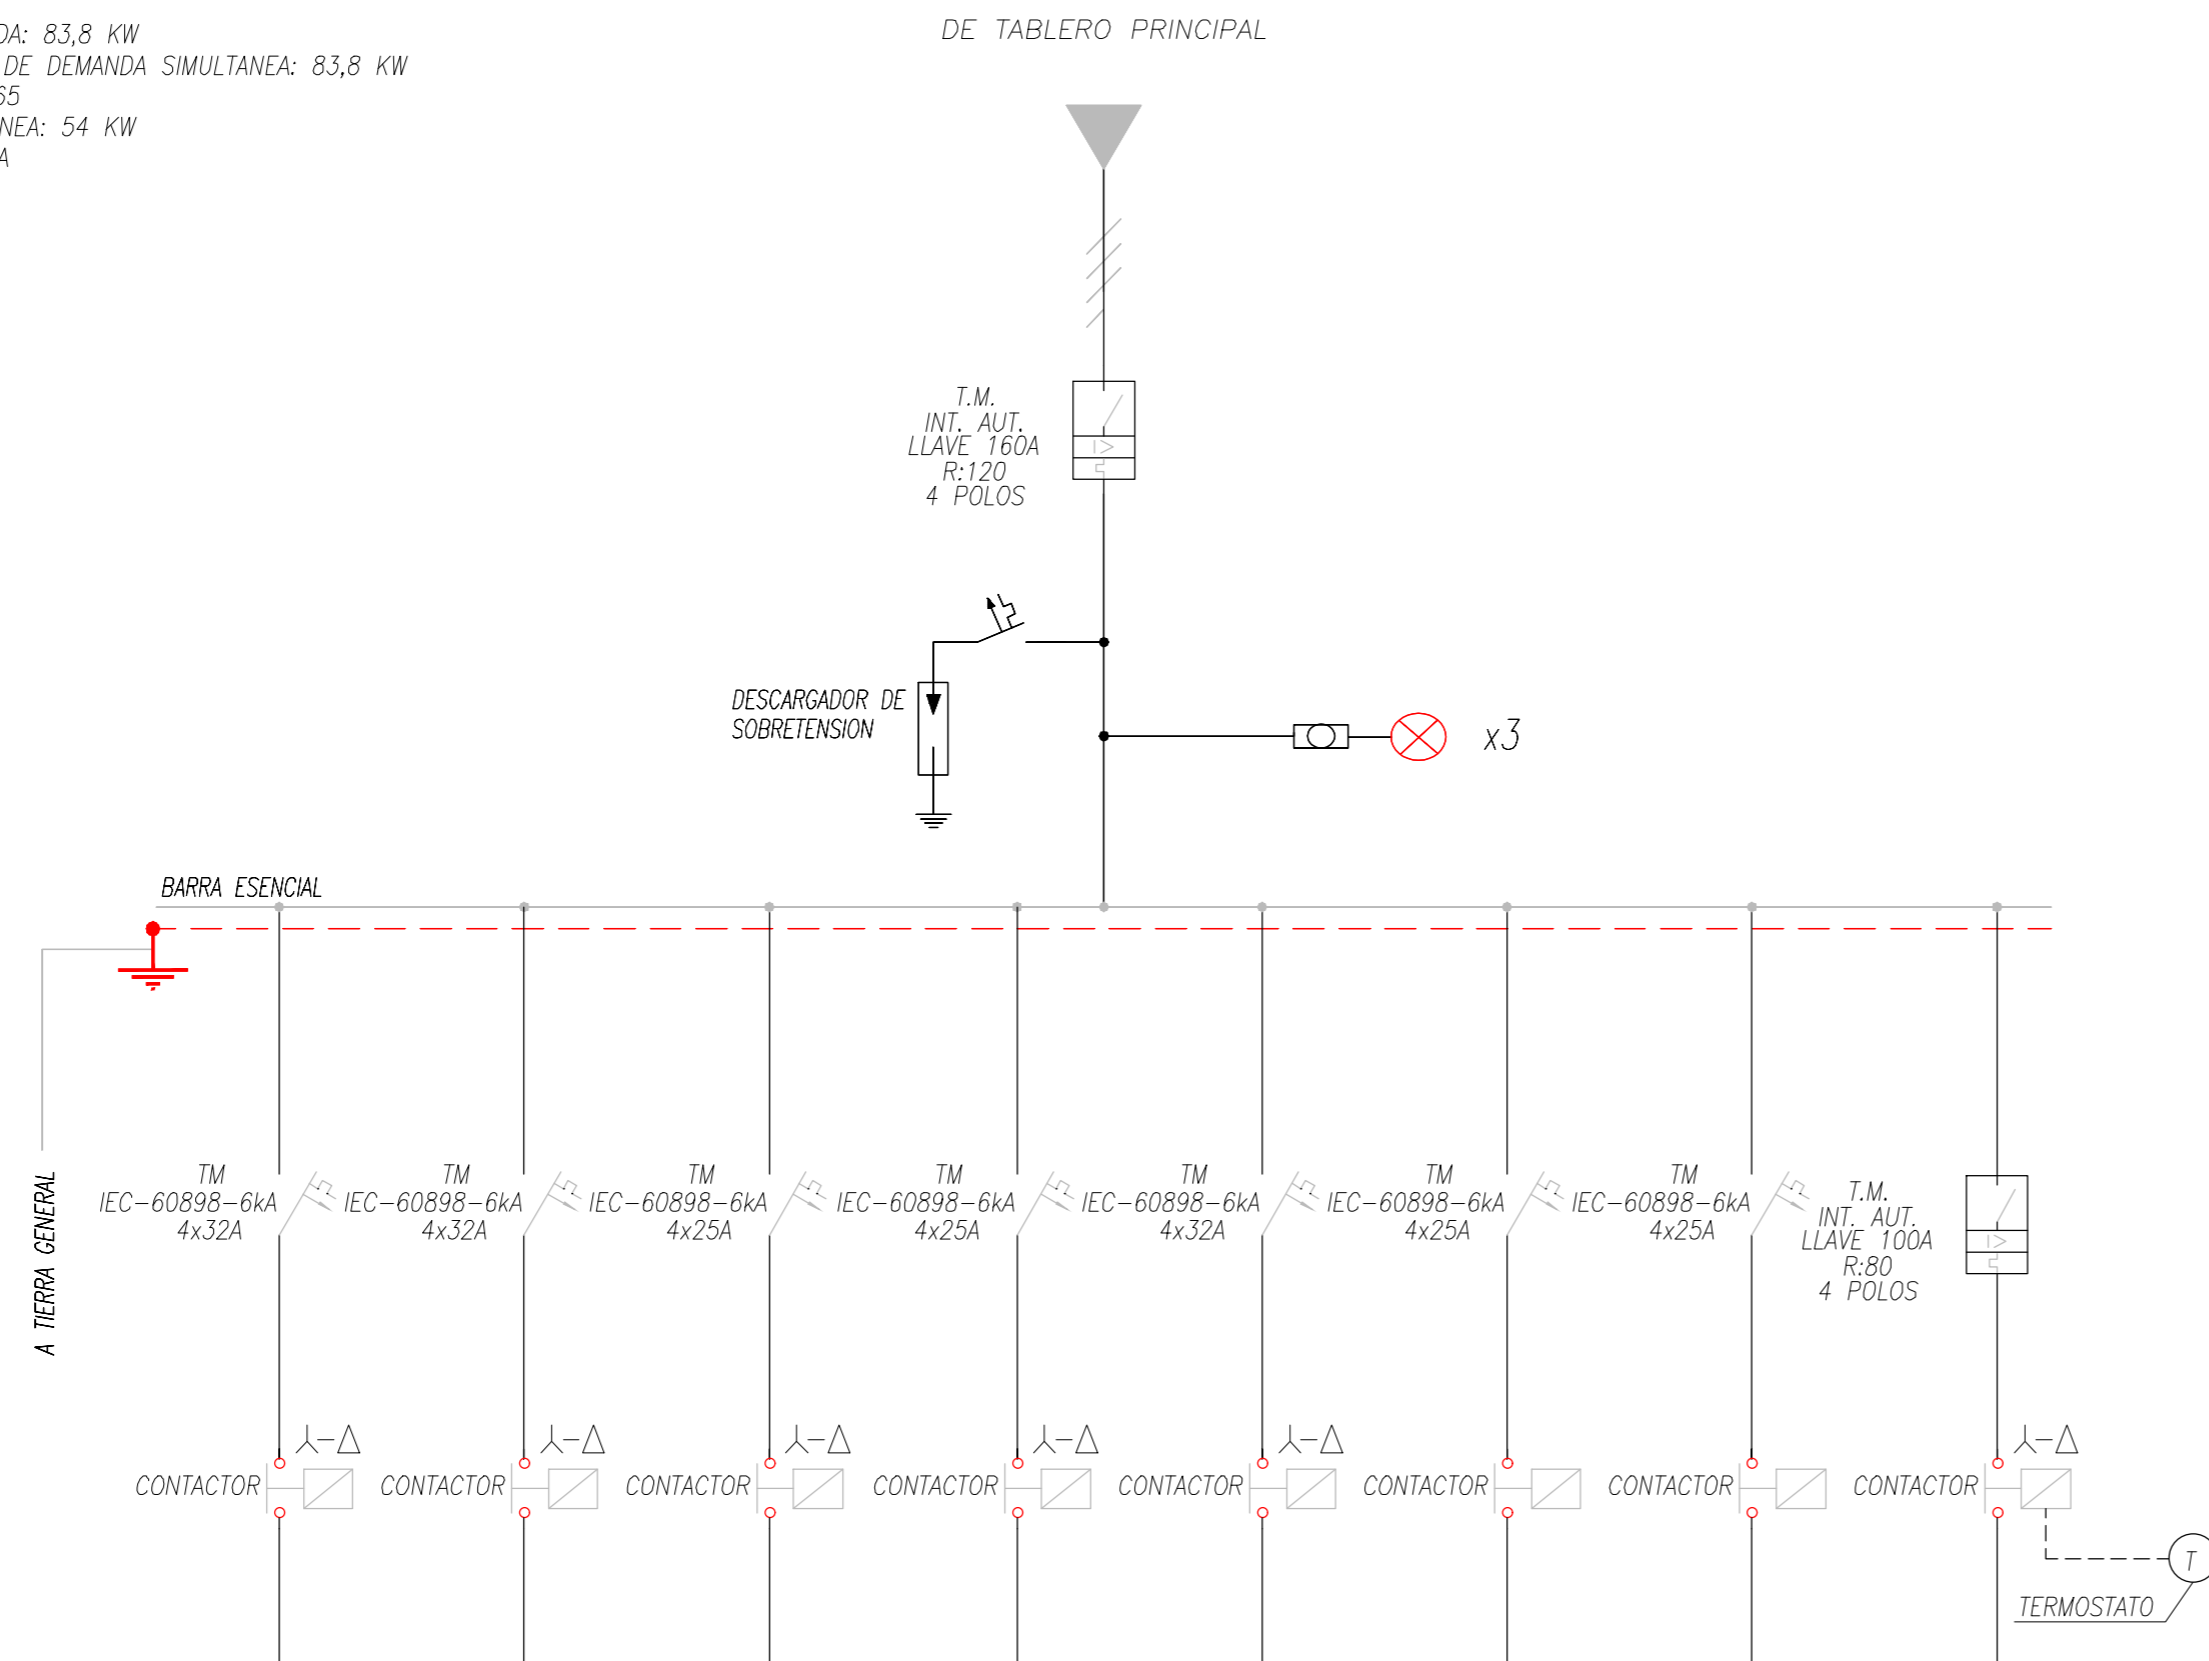 DA: 83,8 KW
DE DEMANDA SIMULTANEA: 83,8 KW
65
NEA: 54 KW
A
DE TABLERO PRINCIPAL
T.M.
INT. AUT.
LLAVE 160A
R:120
4 POLOS
DESCARGADOR DE
SOBRETENSION
x3
BARRA ESENCIAL
A TIERRA GENERAL
TM
IEC-60898-6kA
4x32A
TM
IEC-60898-6kA
4x32A
TM
IEC-60898-6kA
4x25A
TM
IEC-60898-6kA
4x25A
TM
IEC-60898-6kA
4x32A
TM
IEC-60898-6kA
4x25A
TM
IEC-60898-6kA
4x25A
T.M.
INT. AUT.
LLAVE 100A
R:80
4 POLOS
CONTACTOR
CONTACTOR
CONTACTOR
CONTACTOR
CONTACTOR
CONTACTOR
CONTACTOR
CONTACTOR
T
TERMOSTATO